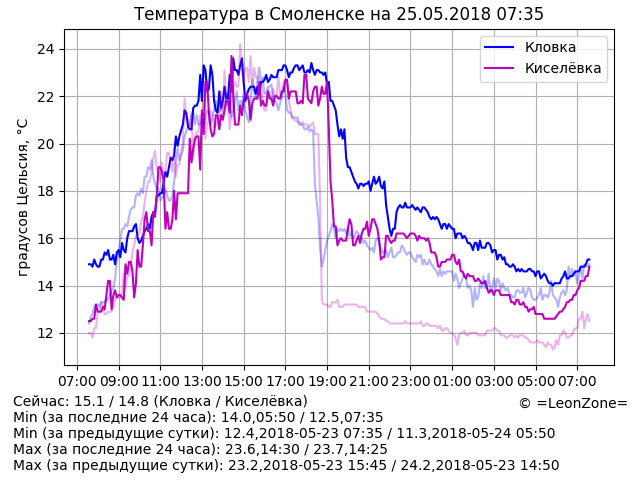 Температура в Смоленске на 25.05.2018 07:35
Кловка
Киселёвка
градусов Цельсия, °C
24
22
20
18
16
14
12
07:00 09:00 11:00 13:00 15:00 17:00 19:00 21:00 23:00 01:00 03:00 05:00 07:00
Сейчас: 15.1 / 14.8 (Кловка / Киселёвка)
© =LeonZone=
Min (за последние 24 часа): 14.0,05:50 / 12.5,07:35
Min (за предыдущие сутки): 12.4,2018-05-23 07:35 / 11.3,2018-05-24 05:50
Max (за последние 24 часа): 23.6,14:30 / 23.7,14:25
Max (за предыдущие сутки): 23.2,2018-05-23 15:45 / 24.2,2018-05-23 14:50